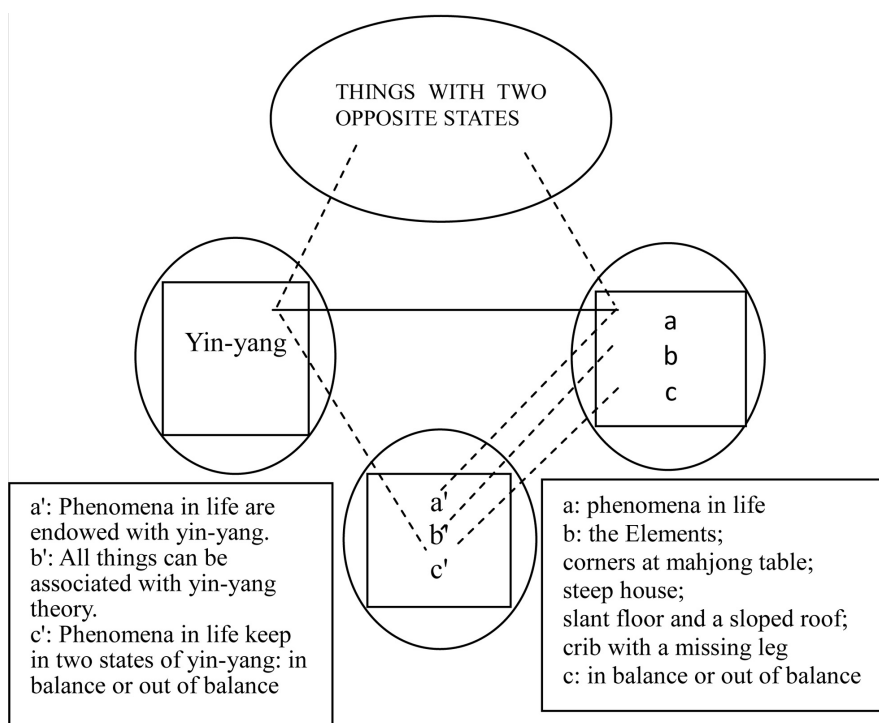 THINGS WITH TWO
OPPOSITE STATES
Yin-yang
a
b
c
a'
b'
c'
a': Phenomena in life are
endowed with yin-yang.
b': All things can be
associated with yin-yang
theory.
c': Phenomena in life keep
in two states of yin-yang: in
balance or out of balance
a: phenomena in life
b: the Elements;
corners at mahjong table;
steep house;
slant floor and a sloped roof;
crib with a missing leg
c: in balance or out of balance